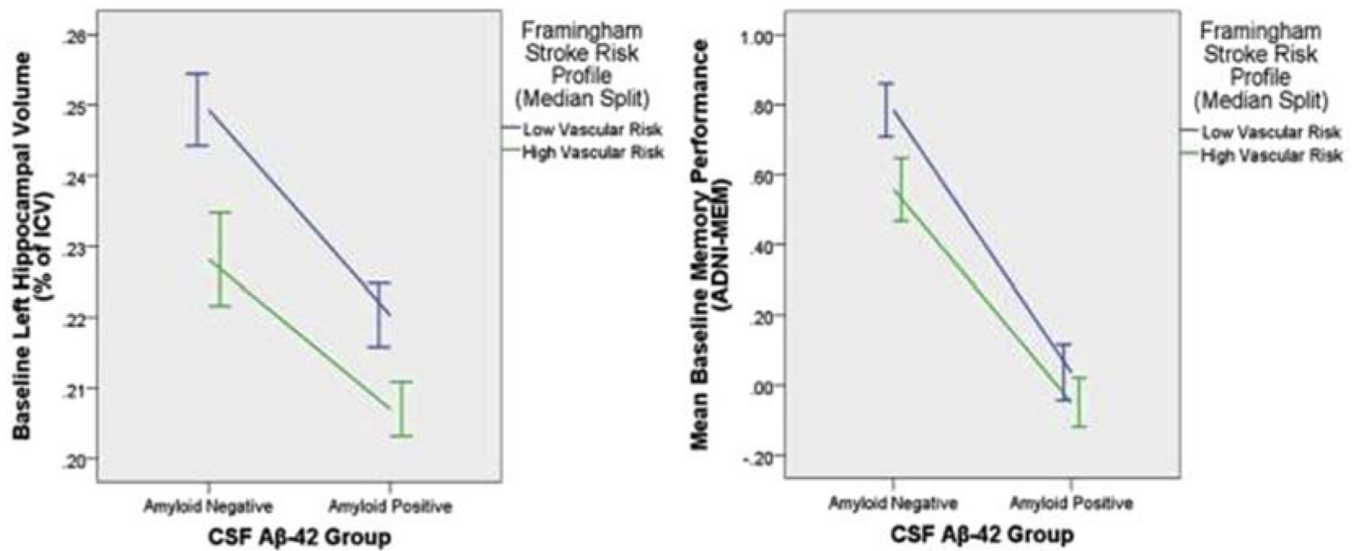 Baseline Left Hippocampal Volume
(% of ICV)
.26
.25
.24
.23
.22
.21
.20
Amyloid Negative
Amyloid Positive
CSF Aβ-42 Group
Framingham
Stroke Risk
Profile
(Median Split)
Low Vascular Risk
High Vascular Risk
Mean Baseline Memory Performance
(ADNI-MEM)
1.00
.80
.60
.40
.20
.00
-.20
Amyloid Negative
Amyloid Positive
CSF Aβ-42 Group
Framingham
Stroke Risk
Profile
(Median Split)
Low Vascular Risk
High Vascular Risk